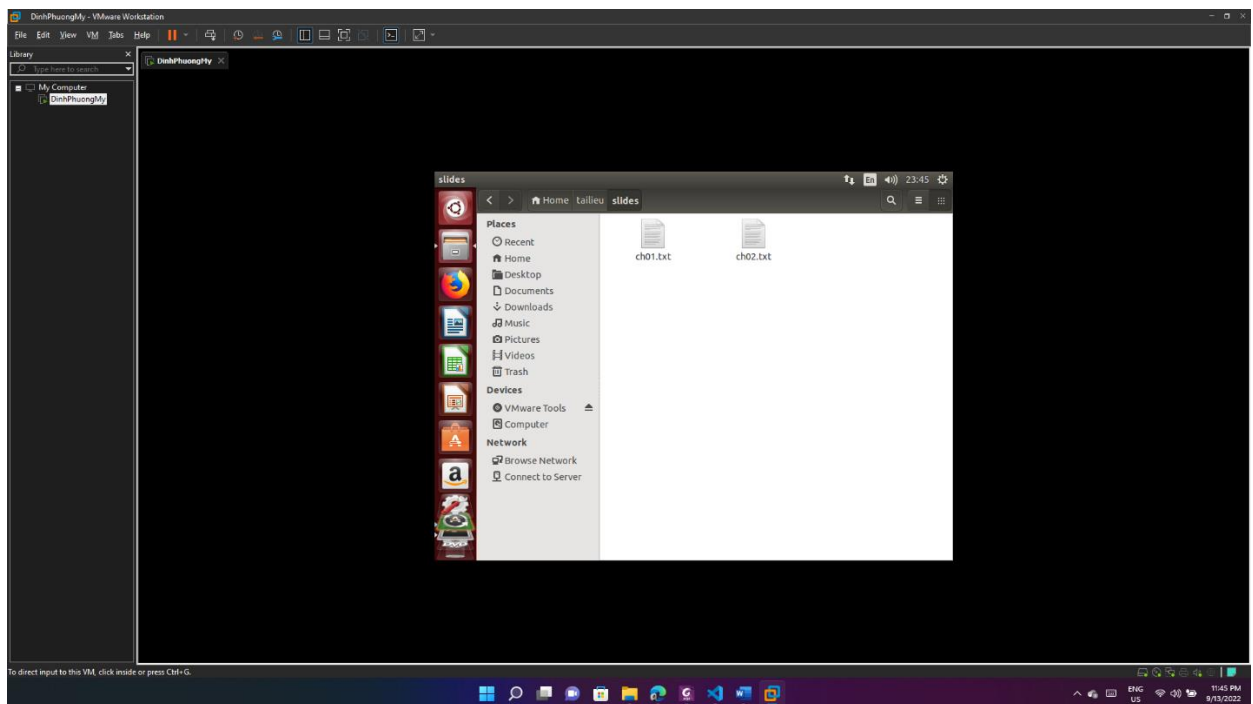 DinhPhuongMy - VMware Workstation
File Edit View VM Tabs Help
Library
Type here to search
My Computer
DinhPhuongMy
DinhPhuongMy
slides
En 23:45
Home tailieu slides
Places
Recent
Home
Desktop
Documents
Downloads
Music
Pictures
Videos
Trash
Devices
VMware Tools
Computer
Network
Browse Network
Connect to Server
ch01.txt ch02.txt
To direct input to this VM, click inside or press Ctrl+G.
ENG
US
11:45 PM
9/13/2022